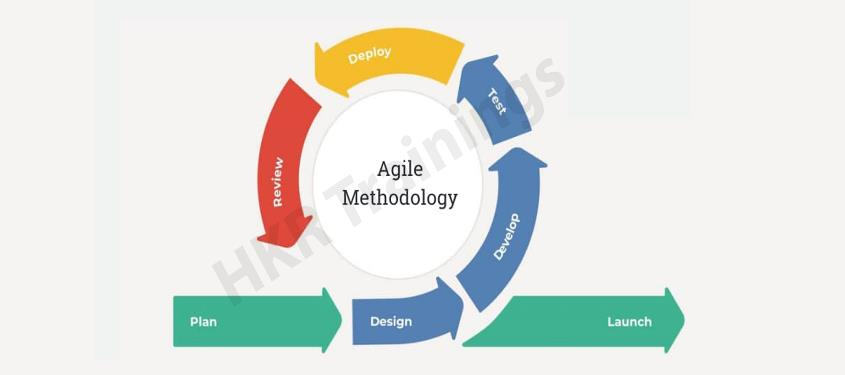 Deploy
Test
Review
Agile
Methodology
Develop
HKR Trainings
Plan
Design
Launch